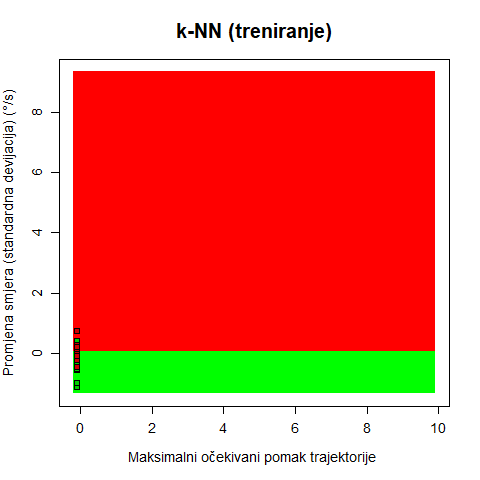 k-NN (treniranje)
Promjena smjera (standardna devijacija) (°/s)
8
6
4
2
0
0 2 4 6 8 10
Maksimalni očekivani pomak trajektorije